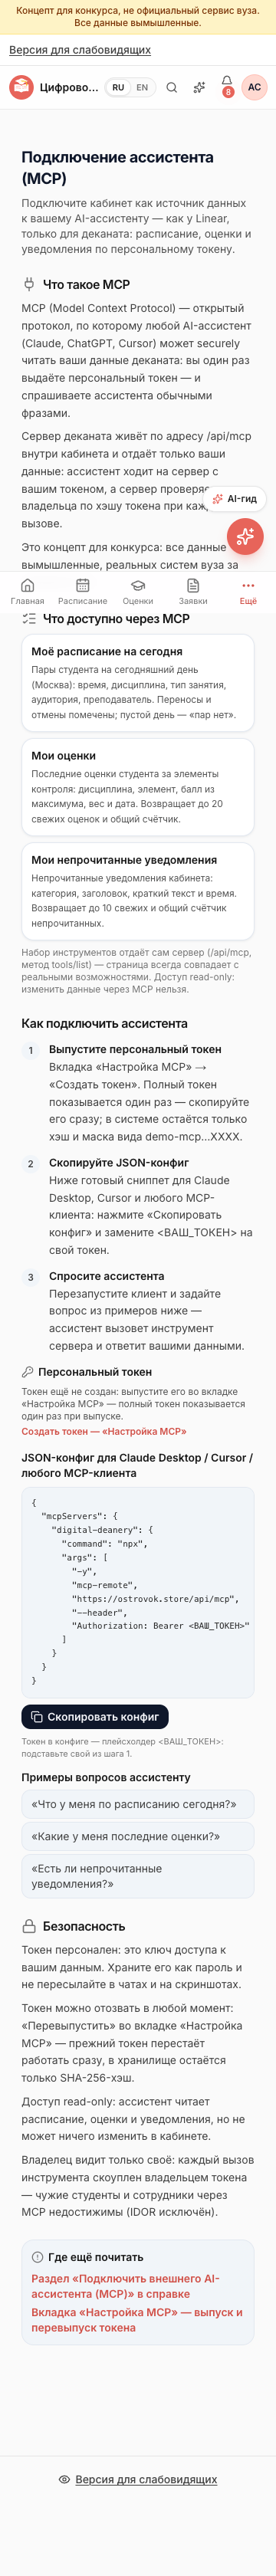 Концепт для конкурса, не официальный сервис вуза.
Все данные вымышленные.
Версия для слабовидящих
Цифрово...
RU EN
8
АС
Подключение ассистента
(MCP)
Подключите кабинет как источник данных
к вашему AI-ассистенту — как у Linear,
только для деканата: расписание, оценки и
уведомления по персональному токену.
Что такое MCP
MCP (Model Context Protocol) — открытый
протокол, по которому любой AI-ассистент
(Claude, ChatGPT, Cursor) может securely
читать ваши данные деканата: вы один раз
выдаёте персональный токен — и
спрашиваете ассистента обычными
фразами.
Сервер деканата живёт по адресу /api/mcp
внутри кабинета и отдаёт только ваши
данные: ассистент ходит на сервер с
вашим токеном, а сервер проверяет
владельца по хэшу токена при каждом
вызове.
AI-гид
Это концепт для конкурса: все данные
вымышленные, реальных систем вуза за
Главная
Расписание
Оценки
Заявки
Ещё
Что доступно через MCP
Моё расписание на сегодня
Пары студента на сегодняшний день
(Москва): время, дисциплина, тип занятия,
аудитория, преподаватель. Переносы и
отмены помечены; пустой день — «пар нет».
Мои оценки
Последние оценки студента за элементы
контроля: дисциплина, элемент, балл из
максимума, вес и дата. Возвращает до 20
свежих оценок и общий счётчик.
Мои непрочитанные уведомления
Непрочитанные уведомления кабинета:
категория, заголовок, краткий текст и время.
Возвращает до 10 свежих и общий счётчик
непрочитанных.
Набор инструментов отдаёт сам сервер (/api/mcp,
метод tools/list) — страница всегда совпадает с
реальными возможностями. Доступ read-only:
изменить данные через MCP нельзя.
Как подключить ассистента
1
Выпустите персональный токен
Вкладка «Настройка MCP» →
«Создать токен». Полный токен
показывается один раз — скопируйте
его сразу; в системе остаётся только
хэш и маска вида demo-mcp...XXXX.
2
Скопируйте JSON-конфиг
Ниже готовый сниппет для Claude
Desktop, Cursor и любого MCP-
клиента: нажмите «Скопировать
конфиг» и замените <ВАШ_ТОКЕН> на
свой токен.
3
Спросите ассистента
Перезапустите клиент и задайте
вопрос из примеров ниже —
ассистент вызовет инструмент
сервера и ответит вашими данными.
Персональный токен
Токен ещё не создан: выпустите его во вкладке
«Настройка MCP» — полный токен показывается
один раз при выпуске.
Создать токен — «Настройка MCP»
JSON-конфиг для Claude Desktop / Cursor /
любого MCP-клиента
{
"mcpServers": {
"digital-deanery": {
"command": "npx",
"args": [
"-y",
"mcp-remote",
"https://ostrovok.store/api/mcp",
"--header",
"Authorization: Bearer <ВАШ_ТОКЕН>"
]
}
}
}
Скопировать конфиг
Токен в конфиге — плейсхолдер <ВАШ_ТОКЕН>:
подставьте свой из шага 1.
Примеры вопросов ассистенту
«Что у меня по расписанию сегодня?»
«Какие у меня последние оценки?»
«Есть ли непрочитанные
уведомления?»
Безопасность
Токен персонален: это ключ доступа к
вашим данным. Храните его как пароль и
не пересылайте в чатах и на скриншотах.
Токен можно отозвать в любой момент:
«Перевыпустить» во вкладке «Настройка
MCP» — прежний токен перестаёт
работать сразу, в хранилище остаётся
только SHA-256-хэш.
Доступ read-only: ассистент читает
расписание, оценки и уведомления, но не
может ничего изменить в кабинете.
Владелец видит только своё: каждый вызов
инструмента скоуплен владельцем токена
— чужие студенты и сотрудники через
MCP недостижимы (IDOR исключён).
Где ещё почитать
Раздел «Подключить внешнего AI-
ассистента (MCP)» в справке
Вкладка «Настройка MCP» — выпуск и
перевыпуск токена
Версия для слабовидящих